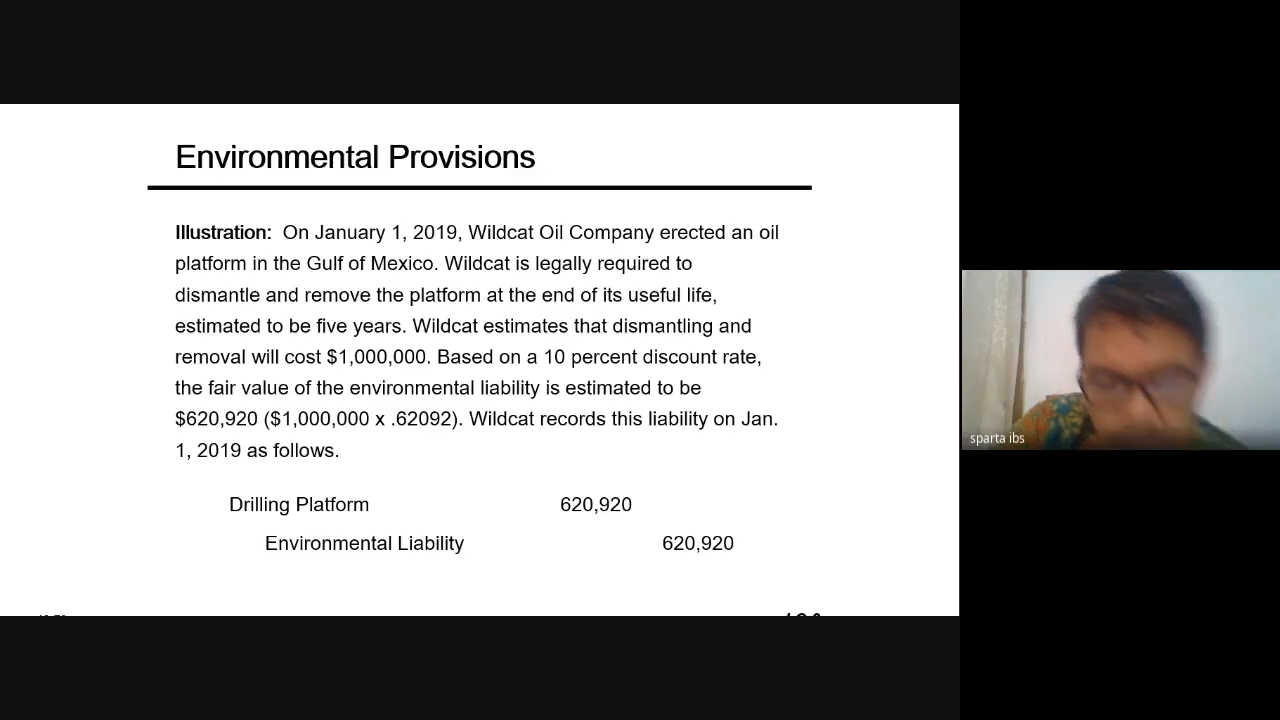 Environmental Provisions
Illustration: On January 1, 2019, Wildcat Oil Company erected an oil
platform in the Gulf of Mexico. Wildcat is legally required to
dismantle and remove the platform at the end of its useful life,
estimated to be five years. Wildcat estimates that dismantling and
removal will cost $1,000,000. Based on a 10 percent discount rate,
the fair value of the environmental liability is estimated to be
$620,920 ($1,000,000 x .62092). Wildcat records this liability on Jan.
1, 2019 as follows.
Drilling Platform 620,920
Environmental Liability 620,920
sparta ibs